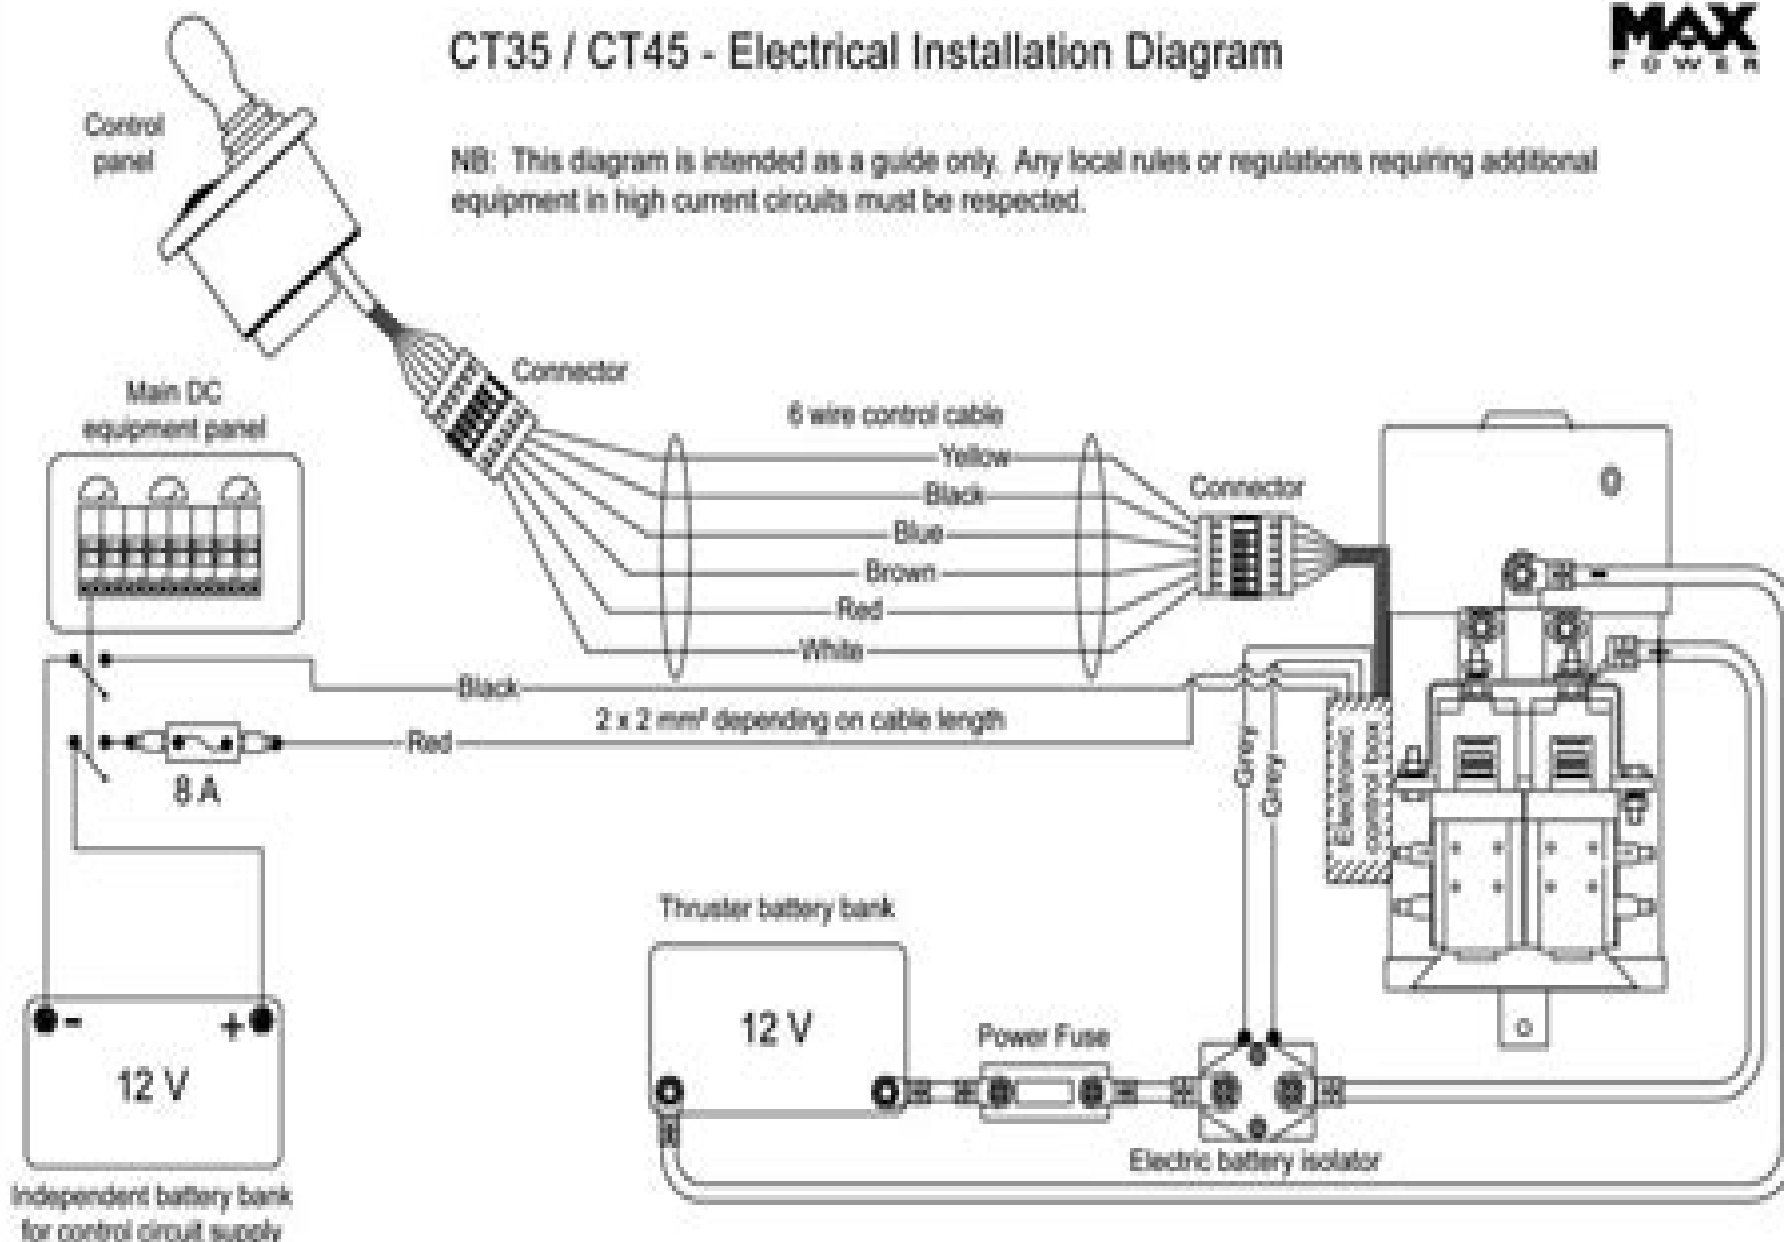 CT35 / CT45 - Electrical Installation Diagram
MAX
POWER
Control
panel
NB: This diagram is intended as a guide only. Any local rules or regulations requiring additional
equipment in high current circuits must be respected.
Connector
Main DC
equipment panel
6 wire control cable
Yellow
Black
Blue
Brown
Red
White
Connector
-
+
Black
2 x 2 mm² depending on cable length
Red
8 A
Grey
Grey
Electronic
control box
Thruster battery bank
12 V
Power Fuse
Electric battery isolator
- +
12 V
Independent battery bank
for control circuit supply